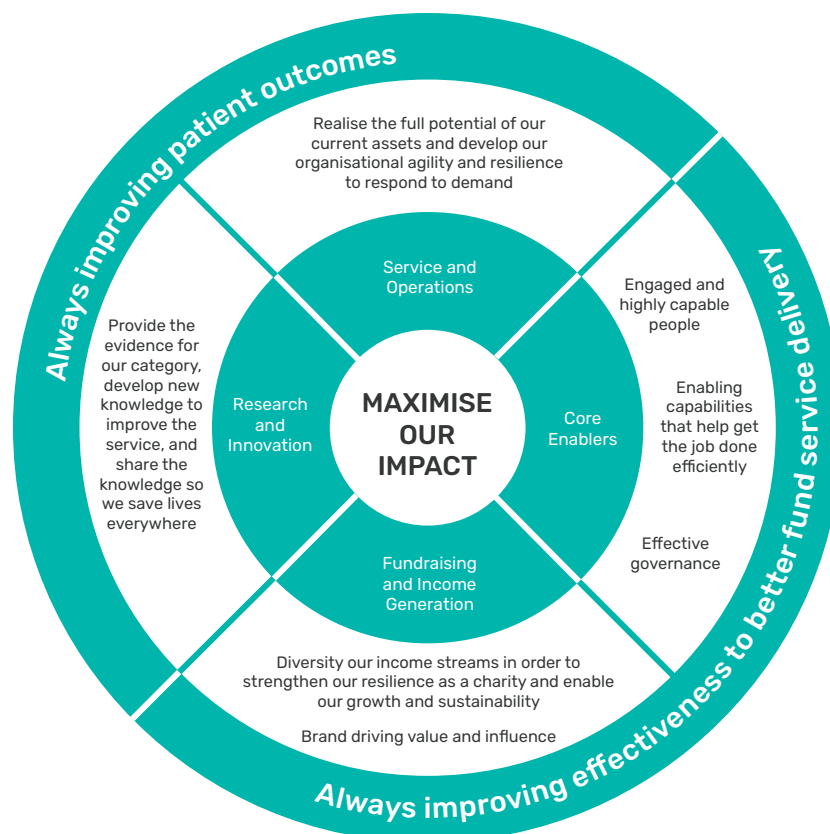 Always improving patient outcomes
Realise the full potential of our
current assets and develop our
organisational agility and resilience
to respond to demand
Service and
Operations
Provide the
evidence for
our category,
develop new
knowledge to
improve the
service, and
share the
knowledge so
we save lives
everywhere
Research
and
Innovation
MAXIMISE
OUR
IMPACT
Core
Enablers
Engaged and
highly capable
people
Enabling
capabilities
that help get
the job done
efficiently
Effective
governance
Fundraising
and Income
Generation
Diversity our income streams in order to
strengthen our resilience as a charity and enable
our growth and sustainability
Brand driving value and influence
Always improving effectiveness to better fund service delivery